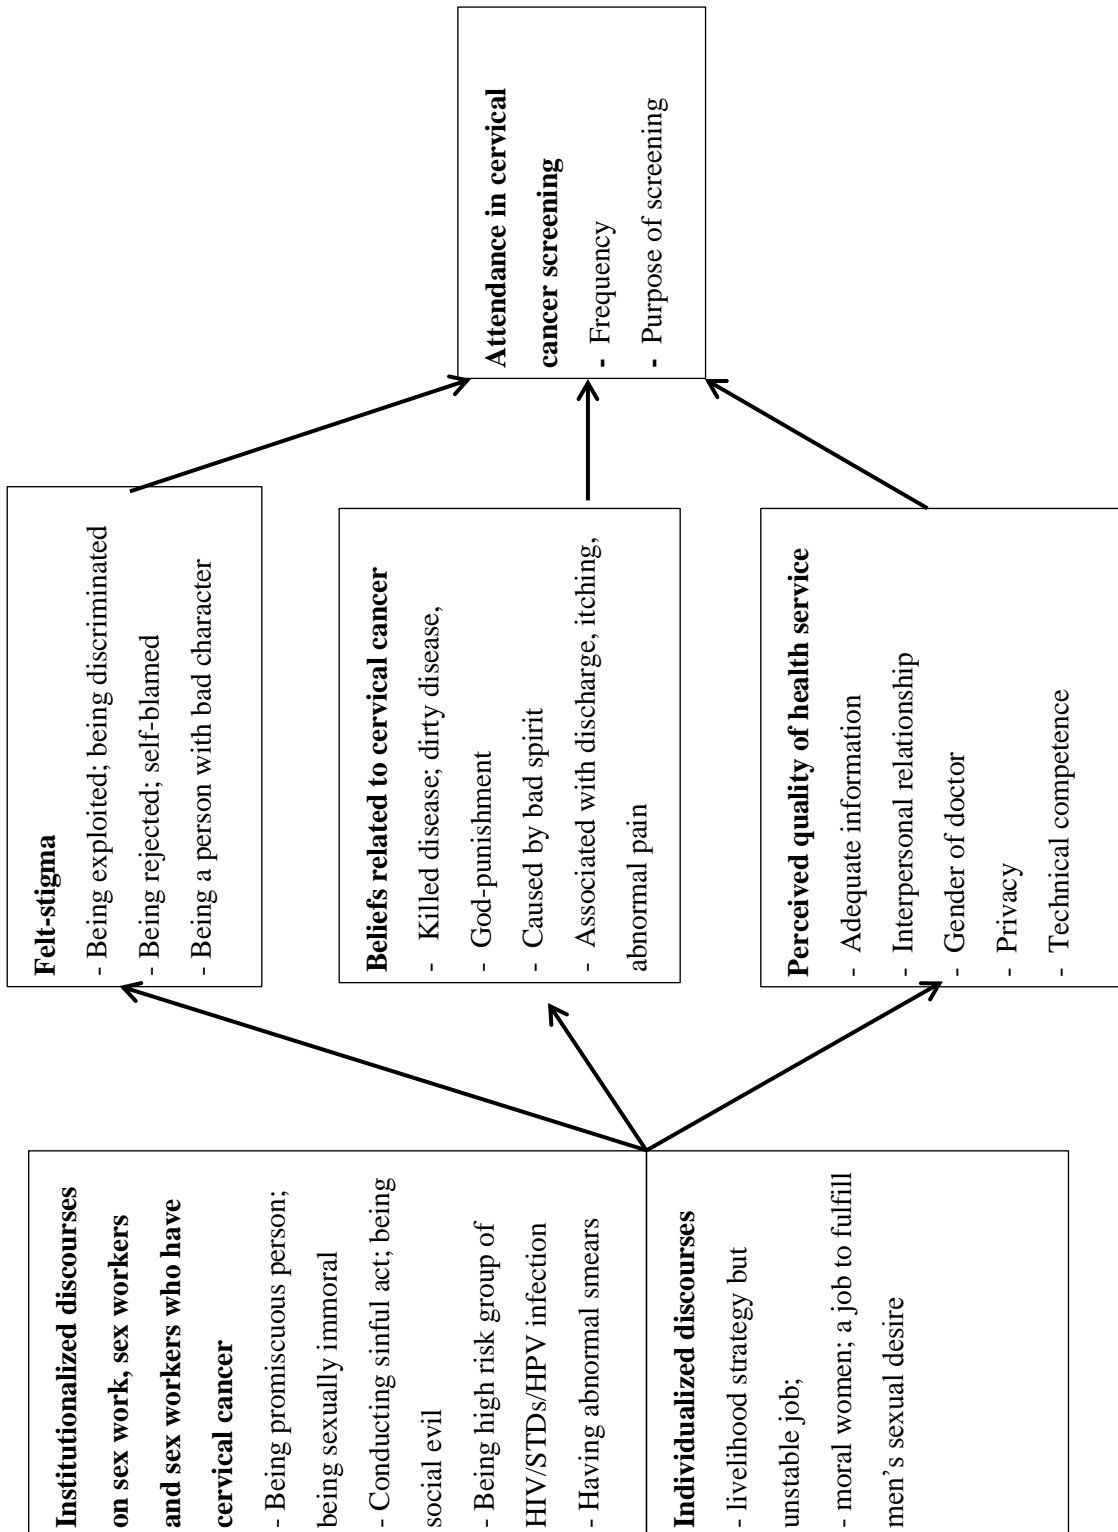 Institutionalized discourses
on sex work, sex workers
and sex workers who have
cervical cancer
- Being promiscuous person;
being sexually immoral
- Conducting sinful act; being
social evil
- Being high risk group of
HIV/STDs/HPV infection
- Having abnormal smears
Individualized discourses
- livelihood strategy but
unstable job;
- moral women; a job to fulfill
men’s sexual desire
Felt-stigma
- Being exploited; being discriminated
- Being rejected; self-blamed
- Being a person with bad character
Beliefs related to cervical cancer
- Killed disease; dirty disease,
- God-punishment
- Caused by bad spirit
- Associated with discharge, itching,
abnormal pain
Perceived quality of health service
- Adequate information
- Interpersonal relationship
- Gender of doctor
- Privacy
- Technical competence
Attendance in cervical
cancer screening
- Frequency
- Purpose of screening